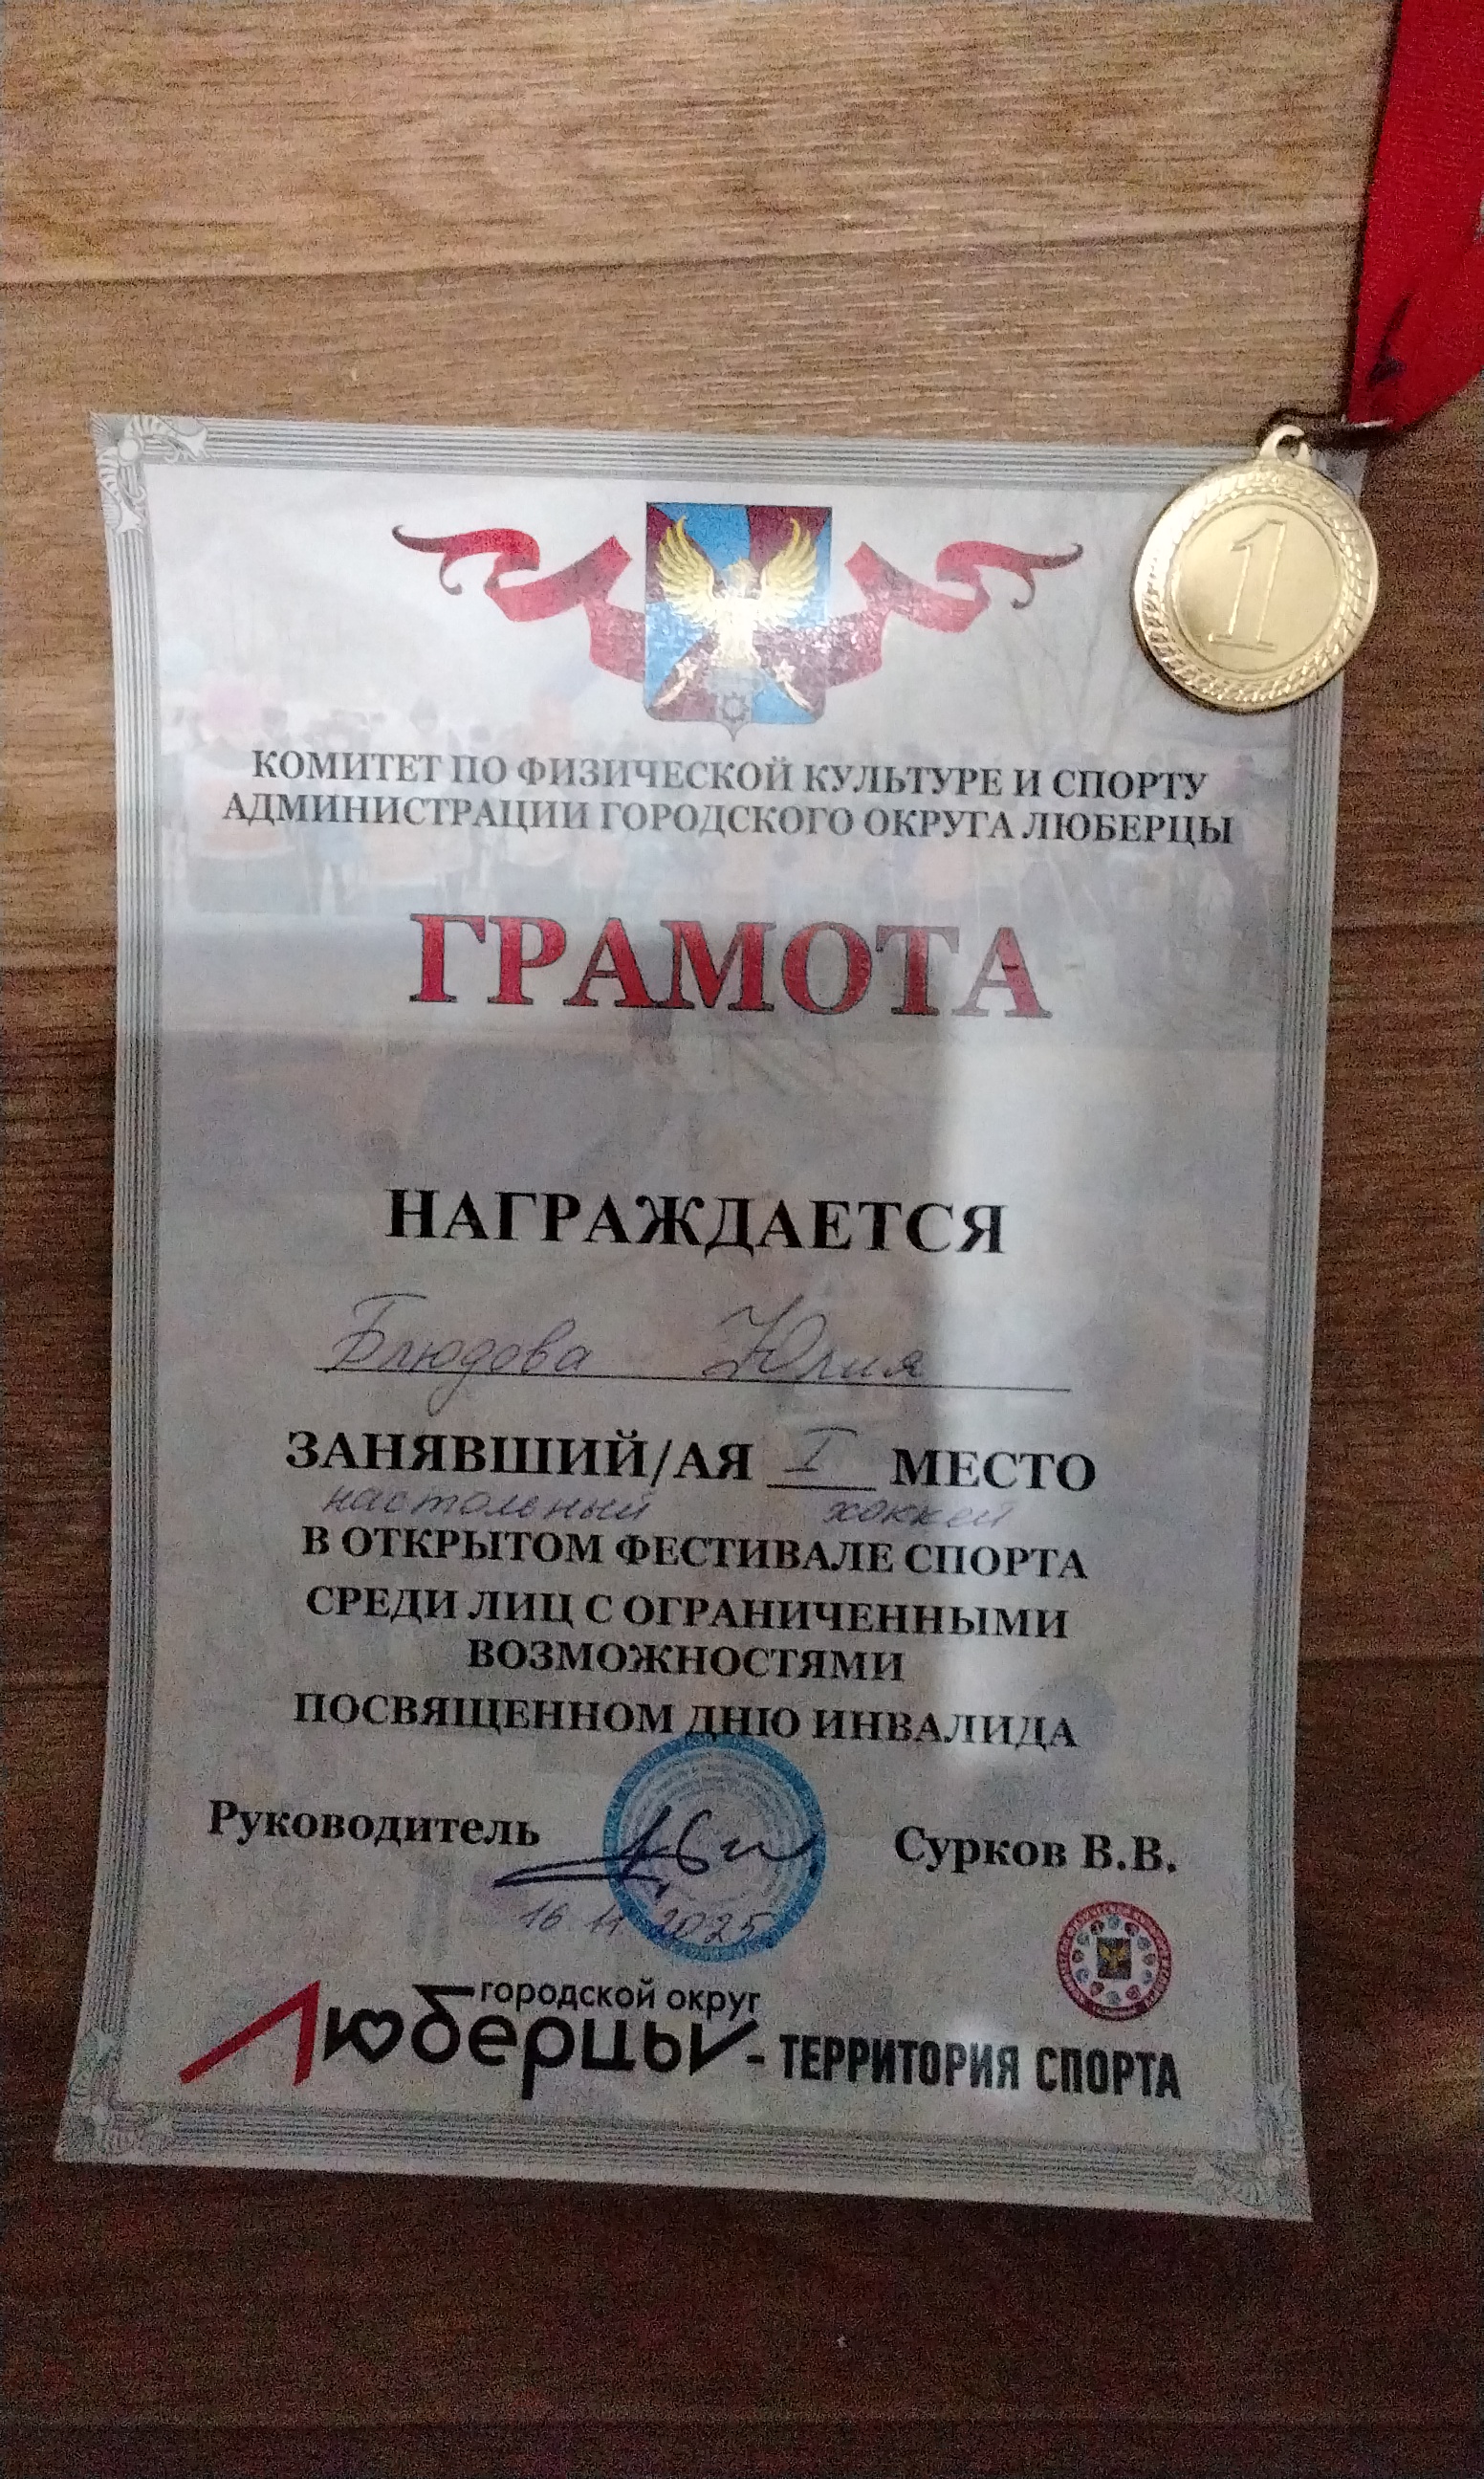 1
КОМИТЕТ ПО ФИЗИЧЕСКОЙ КУЛЬТУРЕ И СПОРТУ
АДМИНИСТРАЦИИ ГОРОДСКОГО ОКРУГА ЛЮБЕРЦЫ
ГРАМОТА
НАГРАЖДАЕТСЯ
Блюдова Юлия
ЗАНЯВШИЙ/АЯ I МЕСТО
настольный хоккей
В ОТКРЫТОМ ФЕСТИВАЛЕ СПОРТА
СРЕДИ ЛИЦ С ОГРАНИЧЕННЫМИ
ВОЗМОЖНОСТЯМИ
ПОСВЯЩЕННОМ ДНЮ ИНВАЛИДА
Руководитель Сурков В.В.
16.11.2025
городской округ
Люберцы - ТЕРРИТОРИЯ СПОРТА